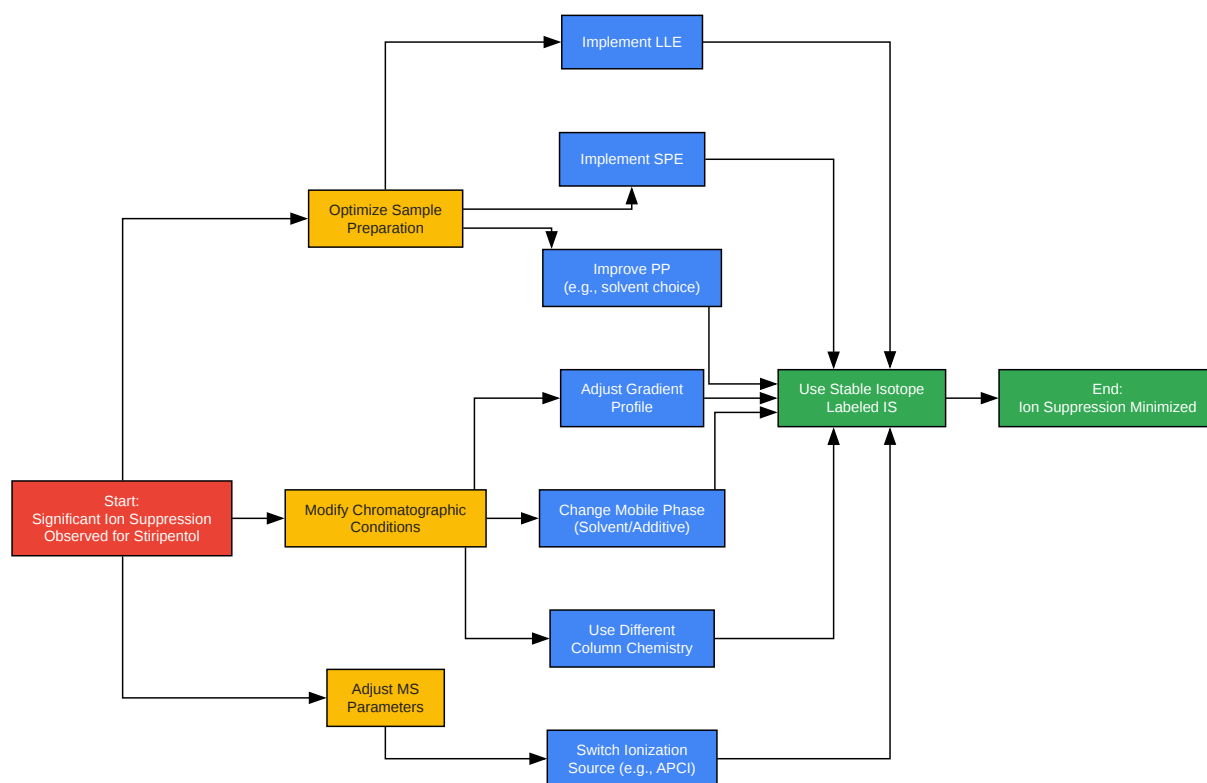 Implement LLE
Implement SPE
Optimize Sample
Preparation
Improve PP
(e.g., solvent choice)
Adjust Gradient
Profile
Use Stable Isotope
Labeled IS
End:
Ion Suppression Minimized
Start:
Significant Ion Suppression
Observed for Stiripentol
Modify Chromatographic
Conditions
Change Mobile Phase
(Solvent/Additive)
Use Different
Column Chemistry
Adjust MS
Parameters
Switch Ionization
Source (e.g., APCI)